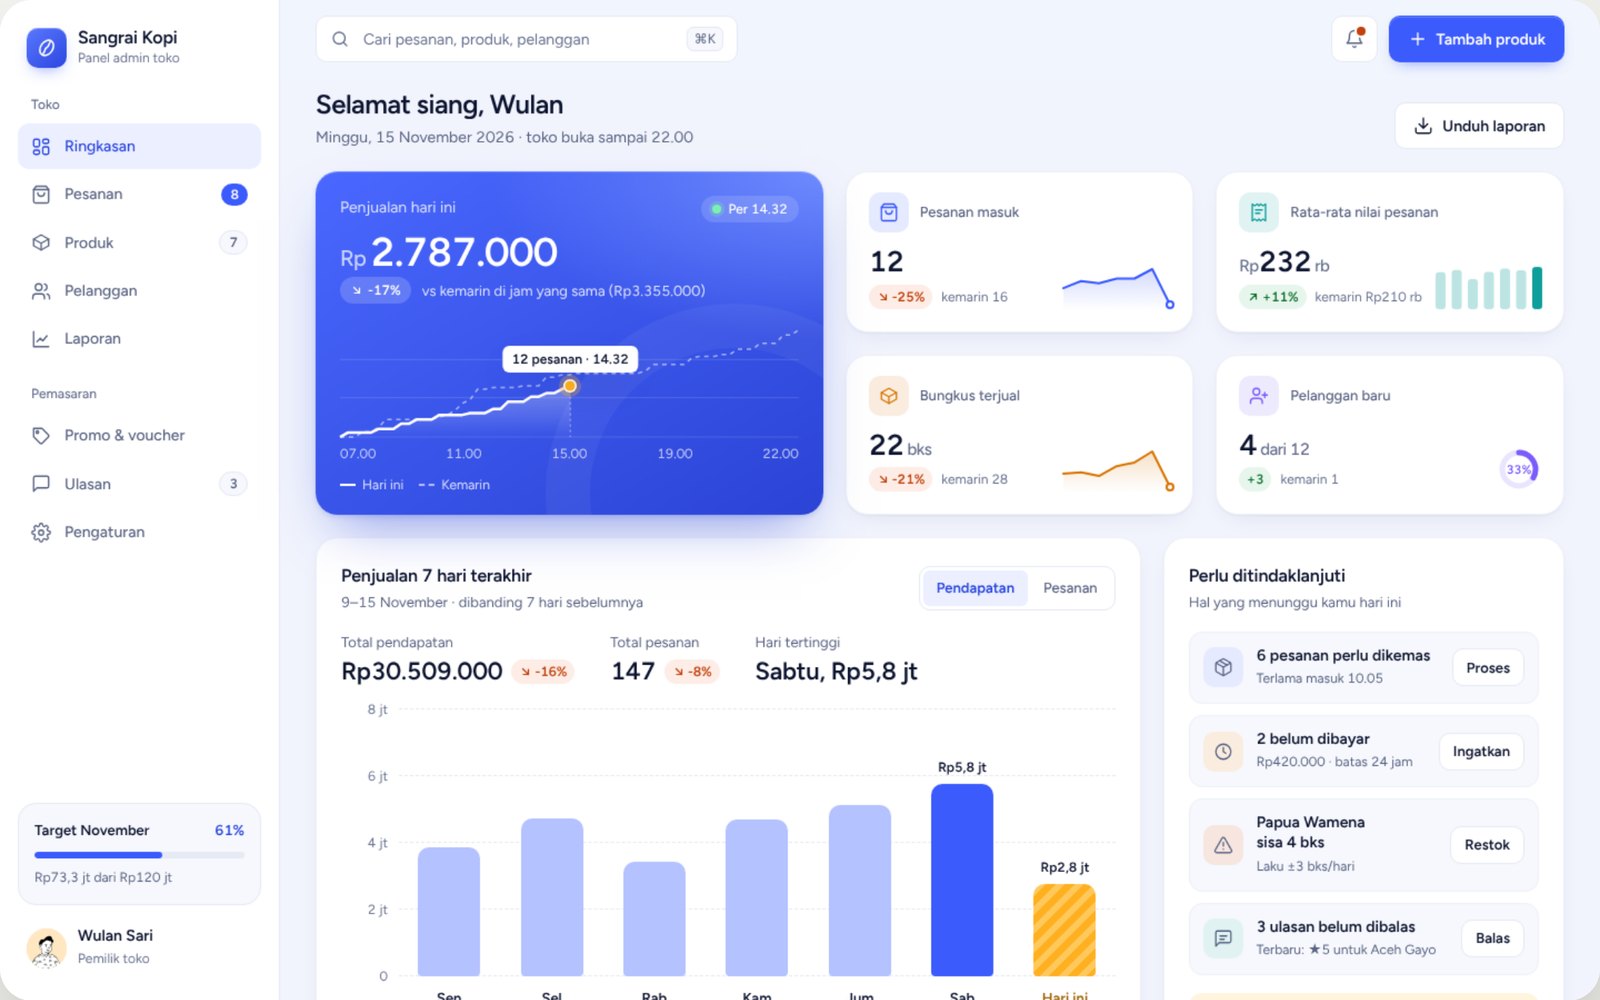 Sangrai Kopi
Panel admin toko
Toko
Ringkasan
Pesanan 8
Produk 7
Pelanggan
Laporan
Pemasaran
Promo & voucher
Ulasan 3
Pengaturan
Target November 61%
Rp73,3 jt dari Rp120 jt
Wulan Sari
Pemilik toko
Cari pesanan, produk, pelanggan ⌘K
Tambah produk
Selamat siang, Wulan
Minggu, 15 November 2026 · toko buka sampai 22.00
Unduh laporan
Penjualan hari ini
Per 14.32
Rp 2.787.000
↘ -17% vs kemarin di jam yang sama (Rp3.355.000)
12 pesanan · 14.32
07.00 11.00 15.00 19.00 22.00
Hari ini Kemarin
Pesanan masuk
12
↘ -25% kemarin 16
Rata-rata nilai pesanan
Rp232 rb
↗ +11% kemarin Rp210 rb
Bungkus terjual
22 bks
↘ -21% kemarin 28
Pelanggan baru
4 dari 12
+3 kemarin 1
33%
Penjualan 7 hari terakhir
9–15 November · dibanding 7 hari sebelumnya
Pendapatan Pesanan
Total pendapatan
Rp30.509.000 ↘ -16%
Total pesanan
147 ↘ -8%
Hari tertinggi
Sabtu, Rp5,8 jt
8 jt
6 jt
4 jt
2 jt
0
Rp5,8 jt
Rp2,8 jt
Sen Sel Rab Kam Jum Sab Hari ini
Perlu ditindaklanjuti
Hal yang menunggu kamu hari ini
6 pesanan perlu dikemas
Terlama masuk 10.05
Proses
2 belum dibayar
Rp420.000 · batas 24 jam
Ingatkan
Papua Wamena
sisa 4 bks
Laku ±3 bks/hari
Restok
3 ulasan belum dibalas
Terbaru: ★5 untuk Aceh Gayo
Balas